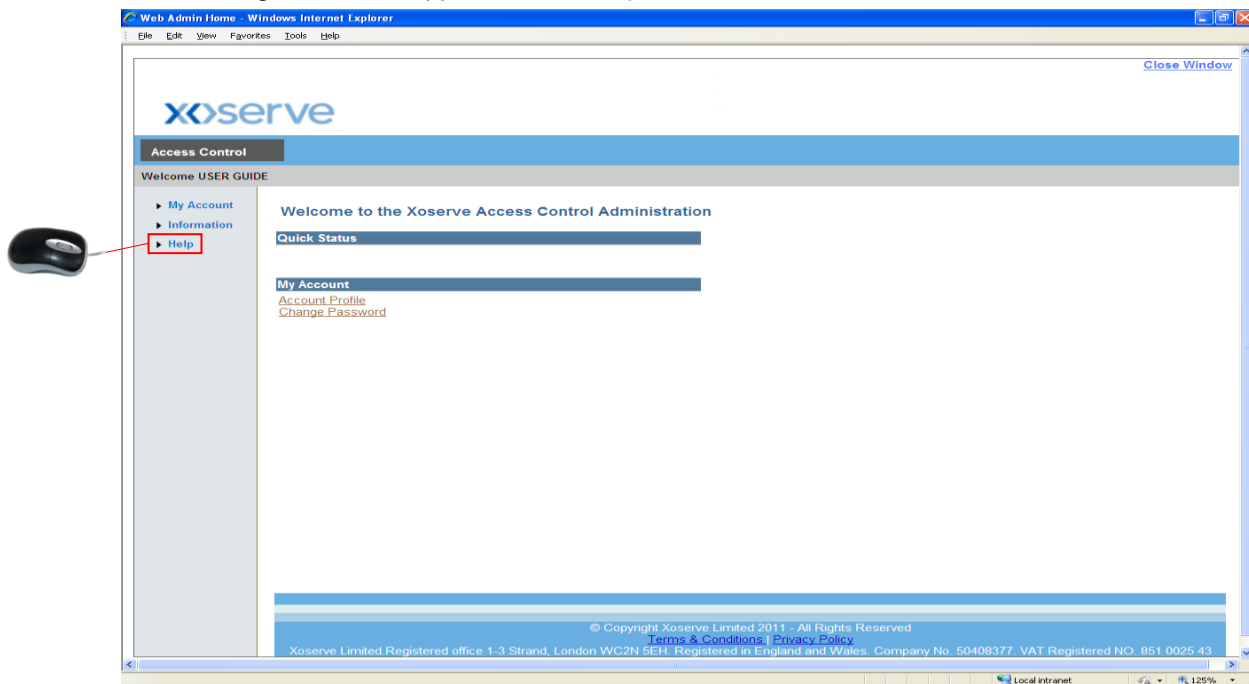 Web Admin Home - Windows Internet Explorer
File Edit View Favorites Tools Help
Close Window
xoserve
Access Control
Welcome USER GUIDE
My Account
Information
Help
Welcome to the Xoserve Access Control Administration
Quick Status
My Account
Account Profile
Change Password
© Copyright Xoserve Limited 2011 - All Rights Reserved
Terms & Conditions | Privacy Policy
Xoserve Limited.Registered office 1-3 Strand, London WC2N 5EH. Registered in England and Wales. Company No. 50408377. VAT Registered NO. 851 0025 43
Local intranet 125%